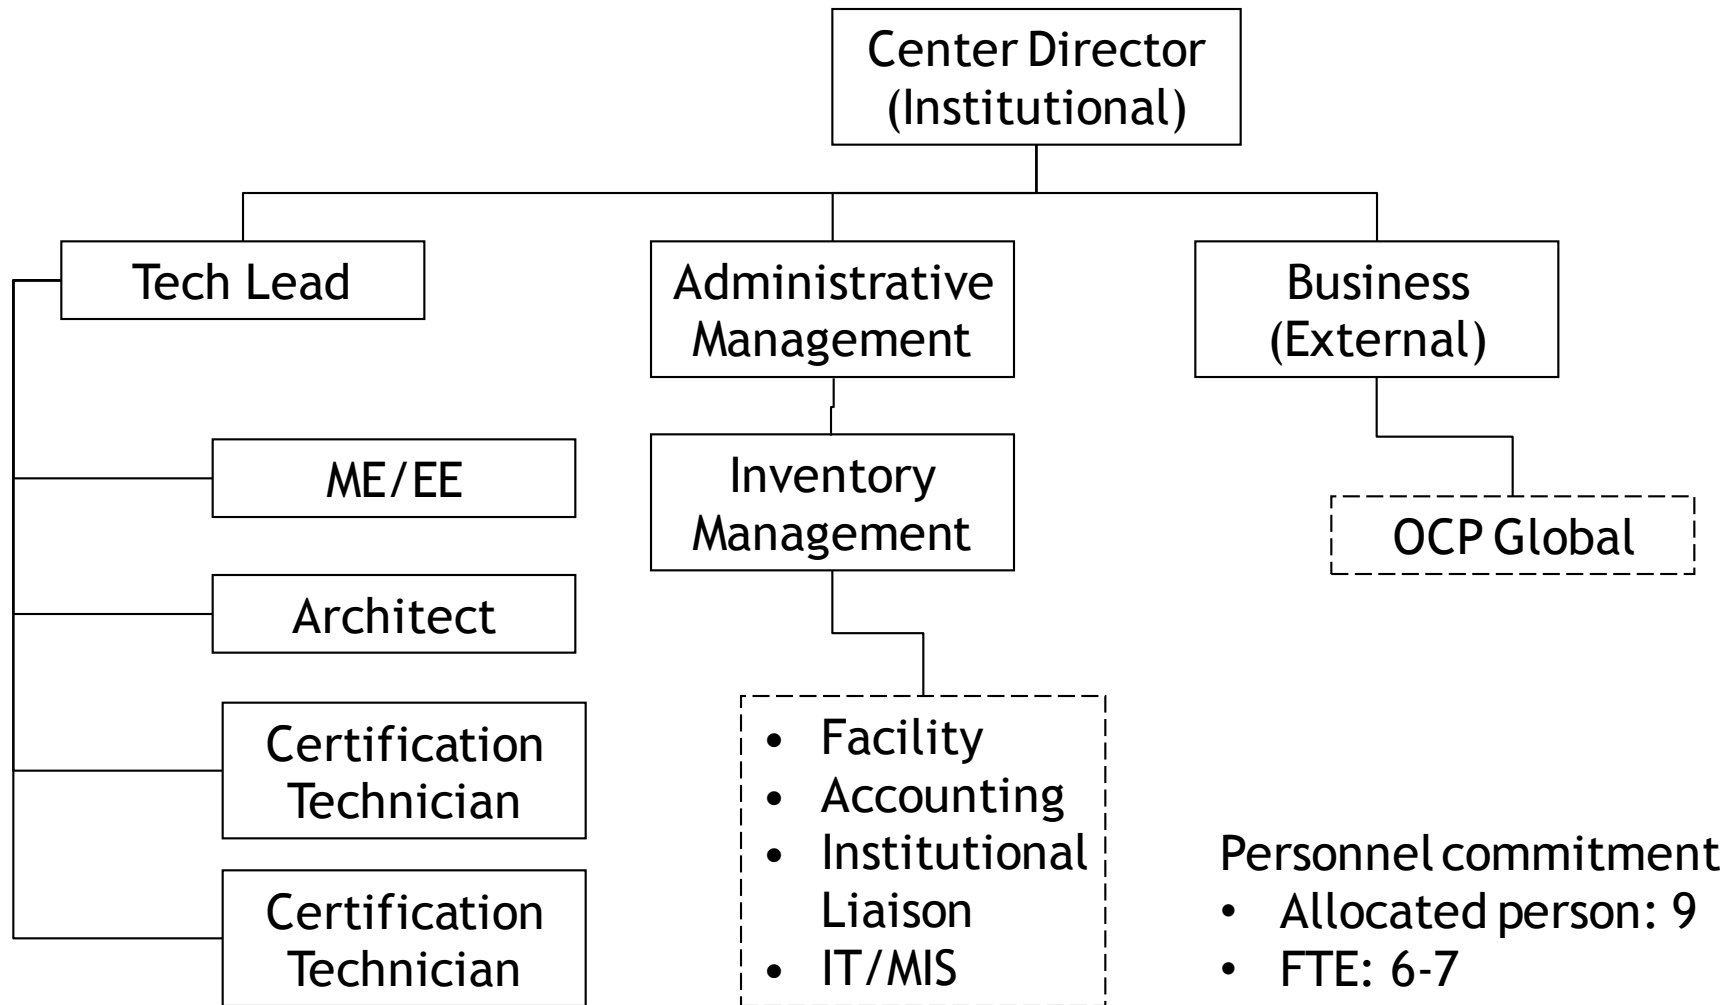 Center Director
(Institutional)
Tech Lead
Administrative
Management
Business
(External)
ME/EE
Inventory
Management
OCP Global
Architect
Certification
Technician
• Facility
• Accounting
• Institutional
Liaison
• IT/MIS
Certification
Technician
Personnel commitment
• Allocated person: 9
• FTE: 6-7